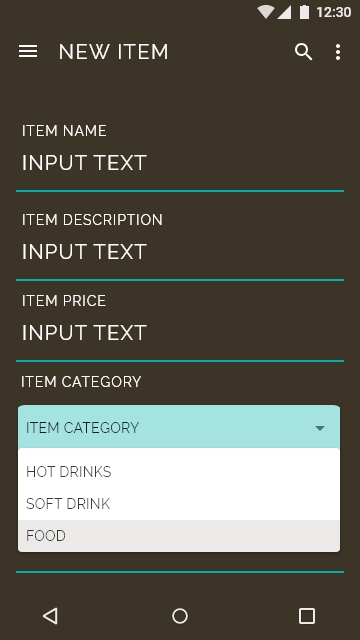 12:30
NEW ITEM
ITEM NAME
INPUT TEXT
ITEM DESCRIPTION
INPUT TEXT
ITEM PRICE
INPUT TEXT
ITEM CATEGORY
ITEM CATEGORY
HOT DRINKS
SOFT DRINK
FOOD